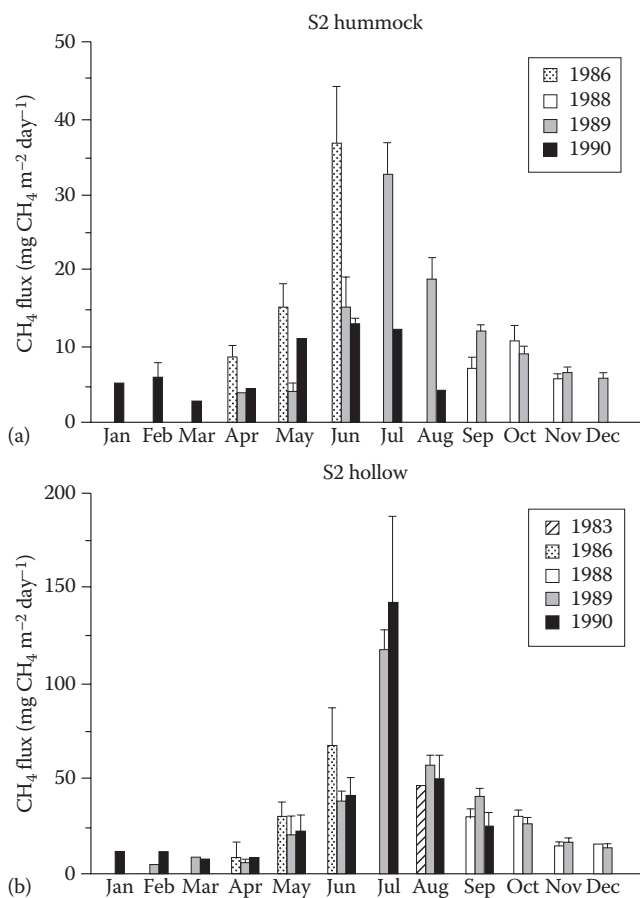 S2 hummock
50
40
30
20
10
0
CH₄ flux (mg CH₄ m⁻² day⁻¹)
1986
1988
1989
1990
(a)
Jan Feb Mar Apr May Jun Jul Aug Sep Oct Nov Dec
S2 hollow
200
150
100
50
0
CH₄ flux (mg CH₄ m⁻² day⁻¹)
1983
1986
1988
1989
1990
(b)
Jan Feb Mar Apr May Jun Jul Aug Sep Oct Nov Dec